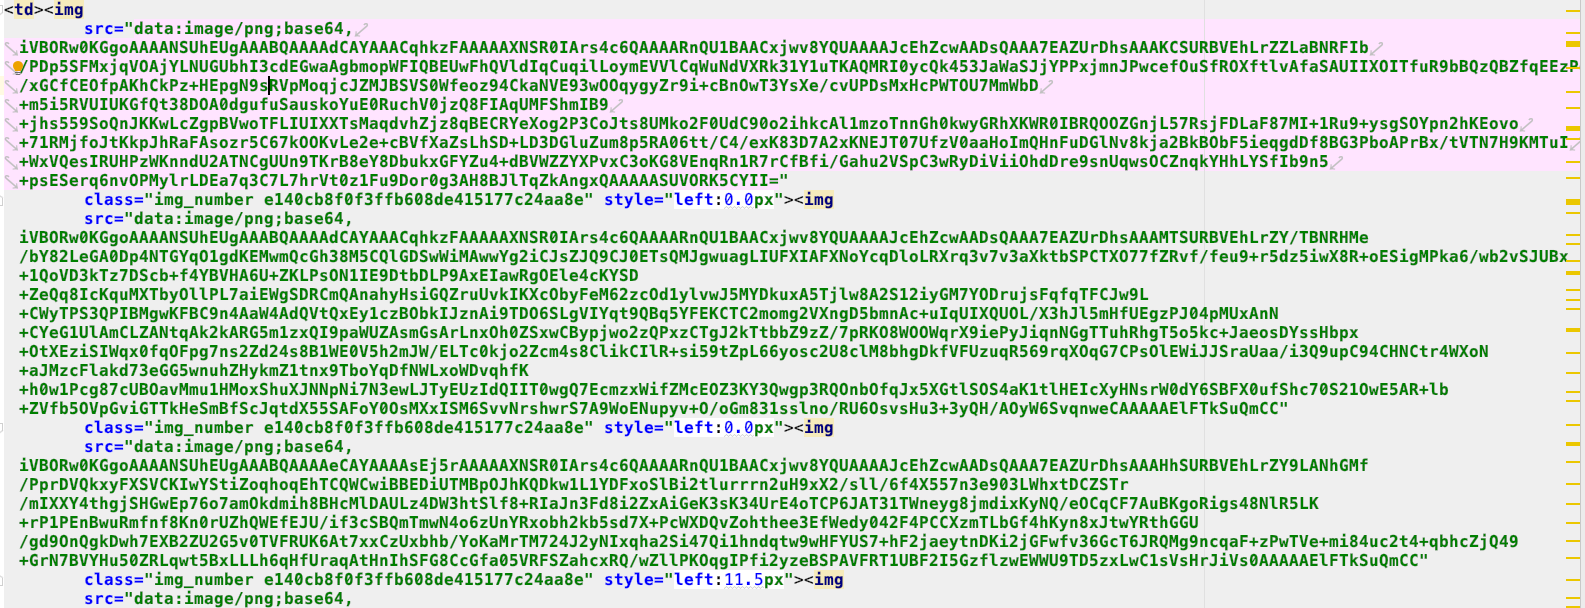 <td><img
src="data:image/png;base64,
iVBORw0KGgoAAAANSUhEUgAAABQAAAAdCAYAAACqhkzFAAAAAXNSR0IArs4c6QAAAARnQU1BAACxjwv8YQUAAAAJcEhZcwAADsQAAA7EAZUrDhsAAAKCSURBVEhLrZZLaBNRFIb
/PDp5SFMxjqVOAjYLNUGUbhI3cdEGwaAgbmopWFIQBEUwFhQVldIqCuqilLoymEVVlCqWuNdVXRk31Y1uTKAQMRI0ycQk453JaWaSJjYPPxjmnJPwcefOuSfROXftlvAfaSAUIIXOITfuR9bBQzQBZfqEEzP
/xGCfCEOfpAKhCkPz+HEpgN9sRVpMoqjcJZMJBSVS0Wfeoz94CkaNVE93wOOqygyZr9i+cBnOwT3YsXe/cvUPDsMxHcPWTOU7MmWbD
+m5i5RVUIUKGfQt38DOA0dgufuSauskoYuE0RuchV0jzQ8FIAqUMFShmIB9
+jhs559SoQnJKKwLcZgpBVwoTFLIUIXXTsMaqdvhZjz8qBECRYeXog2P3CoJts8UMko2F0UdC90o2ihkcAl1mzoTnnGh0kwyGRhXKWR0IBRQOOZGnjL57RsjFDLaF87MI+1Ru9+ysgSOYpn2hKEovo
+71RMjfoJtKkpJhRaFAsozr5C67kOOKvLe2e+cBVfXaZsLhSD+LD3DGluZum8p5RA06tt/C4/exK83D7A2xKNEJT07UfzV0aaHoImQHnFuDGlNv8kja2BkBObF5ieqgdDf8BG3PboAPrBx/tVTN7H9KMTuI
+WxVQesIRUHPzWKnndU2ATNCgUUn9TKrB8eY8DbukxGFYZu4+dBVWZZYXPvxC3oKG8VEnqRn1R7rCfBfi/Gahu2VSpC3wRyDiViiOhdDre9snUqwsOCZnqkYHhLYSfIb9n5
+psESerq6nvOPMylrLDEa7q3C7L7hrVt0z1Fu9Dor0g3AH8BJlTqZkAngxQAAAAASUVORK5CYII="
class="img_number e140cb8f0f3ffb608de415177c24aa8e" style="left:0.0px"><img
src="data:image/png;base64,
iVBORw0KGgoAAAANSUhEUgAAABQAAAAdCAYAAACqhkzFAAAAAXNSR0IArs4c6QAAAARnQU1BAACxjwv8YQUAAAAJcEhZcwAADsQAAA7EAZUrDhsAAAMTSURBVEhLrZY/TBNRHMe
/bY82LeGA0Dp4NTGYqO1gdKEMwmQcGh38M5CQlGDSwWiMAwwYg2iCJsZJQ9CJ0ETsQMJgwuagLIUFXIAFXNoYcqDloLRXrq3v7v3aXktbSPCTXO77fZRvf/feu9+r5dz5iwX8R+oESigMPka6/wb2vSJUBx
+1QoVD3kTz7DScb+f4YBVHA6U+ZKLPsON1IE9DtbDLP9AxEIawRgOEle4cKYSD
+ZeQq8IcKquMXTbyOllPL7aiEWgSDRCmQAnahyHsiGQZruUvkIKXcObyFeM62zcOd1ylvwJ5MYDkuxA5Tjlw8A2S12iyGM7YODrujsFqfqTFCJw9L
+CWyTPS3QPIBMgwKFBC9n4AaW4AdQVtQxEy1czBObkIJznAi9TDO6SLgVIYqt9QBq5YFEKCTC2momg2VXngD5bmnAc+uIqUIXQUOL/X3hJl5mHfUEgzPJ04pMUxAnN
+CYeG1UlAmCLZANtqAk2kARG5m1zxQI9paWUZAsmGsArLnxOh0ZSxwCBypjwo2zQPxzCTgJ2kTtbbZ9zZ/7pRKO8WOOWqrX9iePyJiqnNGgTTuHRhgT5o5kc+JaeosDYssHbpx
+OtXEziSIWqx0fqOFpg7ns2Zd24s8B1WE0V5h2mJW/ELTc0kjo2Zcm4s8ClikCIlR+si59tZpL66yosc2U8clM8bhgDkfVFUzuqR569rqXOqG7CPsOlEWiJJSraUaa/i3Q9upC94CHNCtr4WXoN
+aJMzcFlakd73eGG5wnuhZHykmZ1tnx9TboYqDfNWLxoWDvqhfK
+h0w1Pcg87cUBOavMmu1HMoxShuXJNNpNi7N3ewLJTyEUzIdQIIT0wgQ7EcmzxWifZMcEOZ3KY3Qwgp3RQOnbOfqJx5XGtlSOS4aK1tlHEIcXyHNsrW0dY6SBFX0ufShc70S21OwE5AR+lb
+ZVfb5OVpGviGTTkHeSmBfScJqtdX55SAFoY0OsMXxISM6SvvNrshwrS7A9WoENupyv+O/oGm831sslno/RU6OsvsHu3+3yQH/AOyW6SvqnweCAAAAAElFTkSuQmCC"
class="img_number e140cb8f0f3ffb608de415177c24aa8e" style="left:0.0px"><img
src="data:image/png;base64,
iVBORw0KGgoAAAANSUhEUgAAABQAAAAeCAYAAAAsEj5rAAAAAXNSR0IArs4c6QAAAARnQU1BAACxjwv8YQUAAAAJcEhZcwAADsQAAA7EAZUrDhsAAAHhSURBVEhLrZY9LANhGMf
/PprDVQkxyFXSVCKIwYStiZoqhoqEhTCQWCwiBBEDiUTMBpOJhKQDkw1L1YDFxoSlBi2tlurrrn2uH9xX2/sll/6f4X557n3e903LWhxtDCZSTr
/mIXXY4thgjSHGwEp76o7amOkdmih8BHcMlDAULz4DW3htSlf8+RIaJn3Fd8i2ZxAiGeK3sK34UrE4oTCP6JAT31TWneyg8jmdixKyNQ/eOCqCF7AuBKgoRigs48NlR5LK
+rP1PEnBwuRmfnf8Kn0rUZhQWEfEJU/if3cSBQmTmwN4o6zUnYRxobh2kb5sd7X+PcWXDQvZohthee3EfWedy042F4PCCXzmTLbGf4hKyn8xJtwYRthGGU
/gd9OnQgkDwh7EXB2ZU2G5v0TVFRUK6At7xxCzUxbhb/YoKaMrTM724J2yNIxqha2Si47Qi1hndqtw9wHFYUS7+hF2jaeytnDKi2jGFwfv36GcT6JRQMg9ncqaF+zPwTVe+mi84uc2t4+qbhcZjQ49
+GrN7BVYHu50ZRLqwt5BxLLLh6qHfUraqAtHnIhSFG8CcGfa05VRFSZahcxRQ/wZllPKOqgIPfi2yzeBSPAVFRT1UBF2I5GzflzwEWWU9TD5zxLwC1sVsHrJiVs0AAAAAElFTkSuQmCC"
class="img_number e140cb8f0f3ffb608de415177c24aa8e" style="left:11.5px"><img
src="data:image/png;base64,